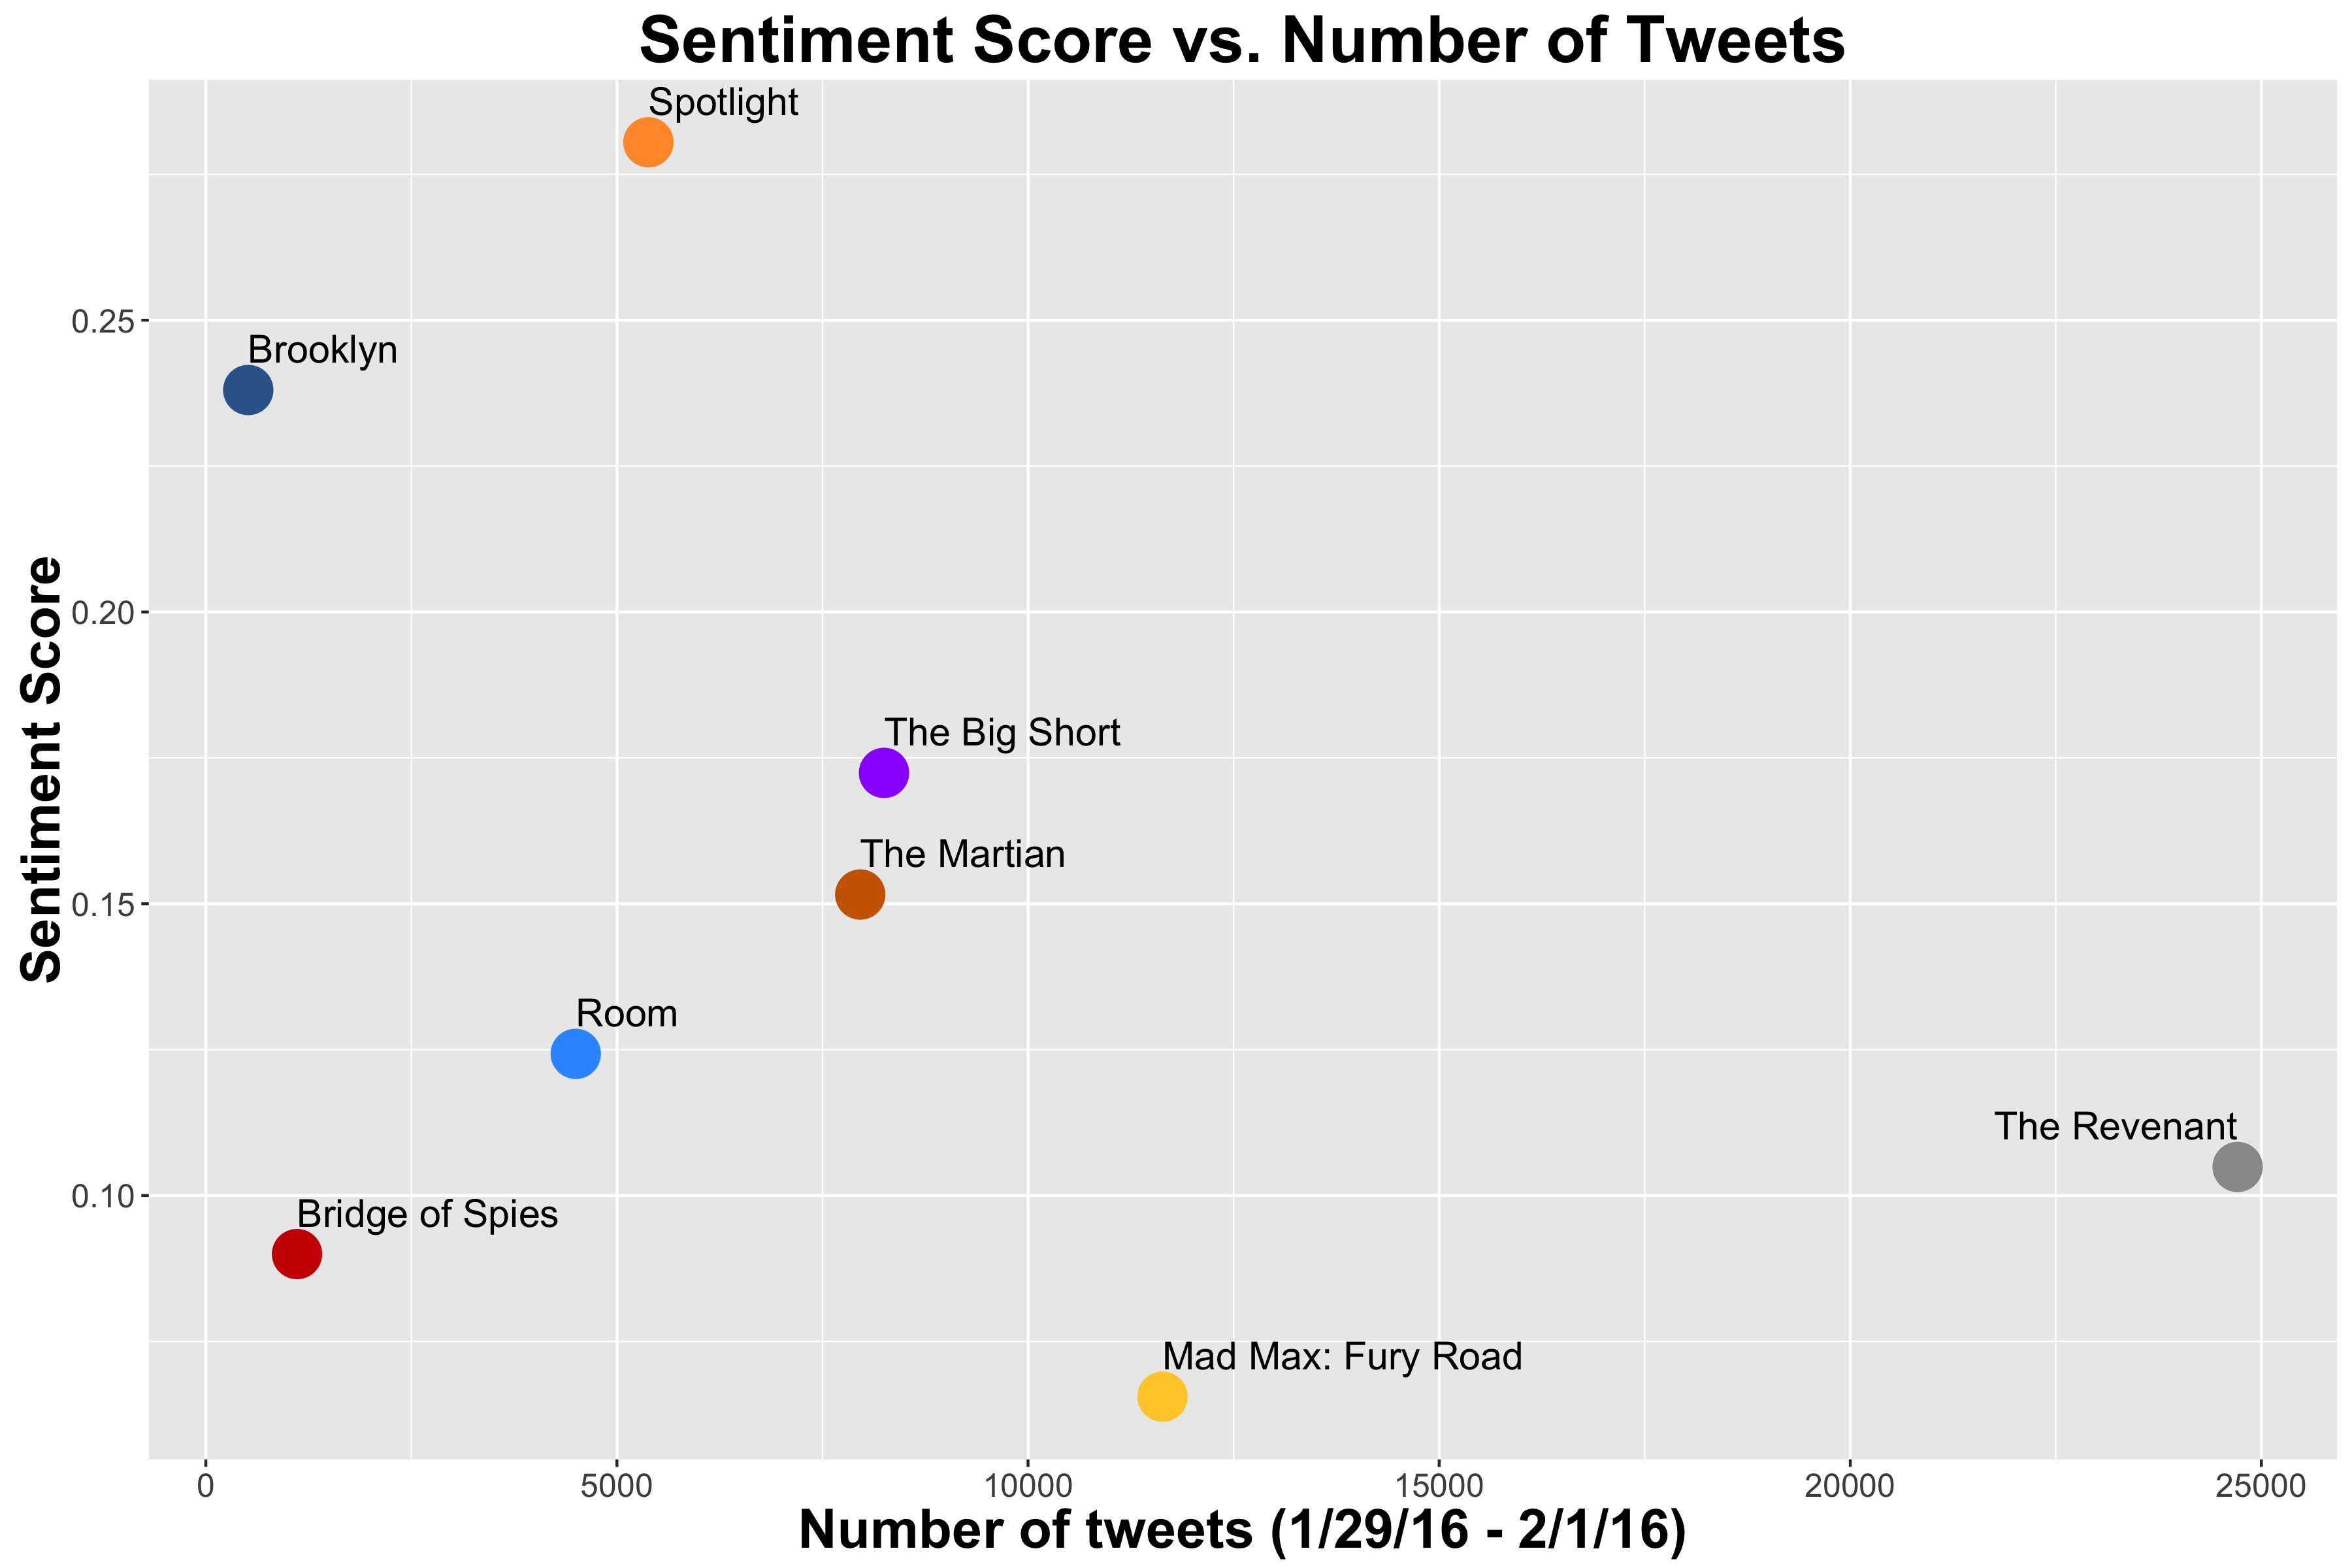 Sentiment Score vs. Number of Tweets
Spotlight
0.25
Brooklyn
0.20
Sentiment Score
The Big Short
The Martian
0.15
Room
The Revenant
0.10
Bridge of Spies
Mad Max: Fury Road
0 5000 10000 15000 20000 25000
Number of tweets (1/29/16 - 2/1/16)